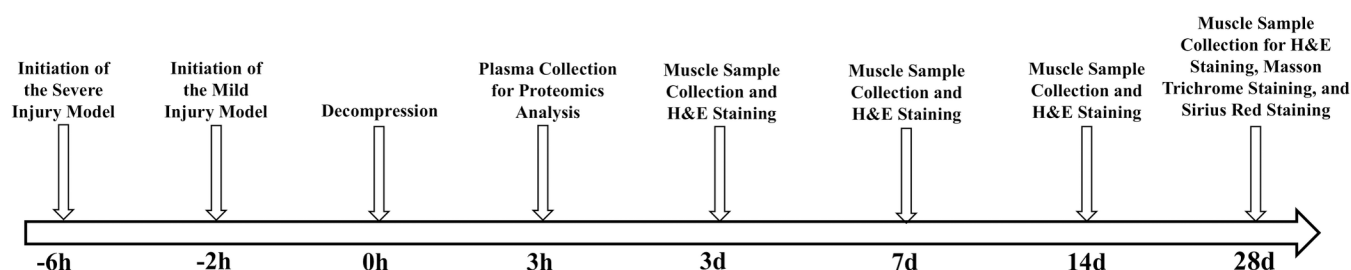 Initiation of
the Severe
Injury Model
Initiation of
the Mild
Injury Model
Decompression
Plasma Collection
for Proteomics
Analysis
Muscle Sample
Collection and
H&E Staining
Muscle Sample
Collection and
H&E Staining
Muscle Sample
Collection and
H&E Staining
Muscle Sample
Collection for H&E
Staining, Masson
Trichrome Staining, and
Sirius Red Staining
-6h
-2h
0h
3h
3d
7d
14d
28d